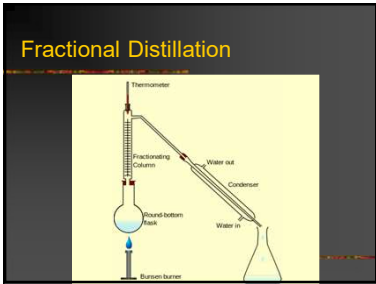 Fractional Distillation
Thermometer
Fractionating
Column
Water out
Condenser
Round-bottom
flask
Water in
Bunsen burner